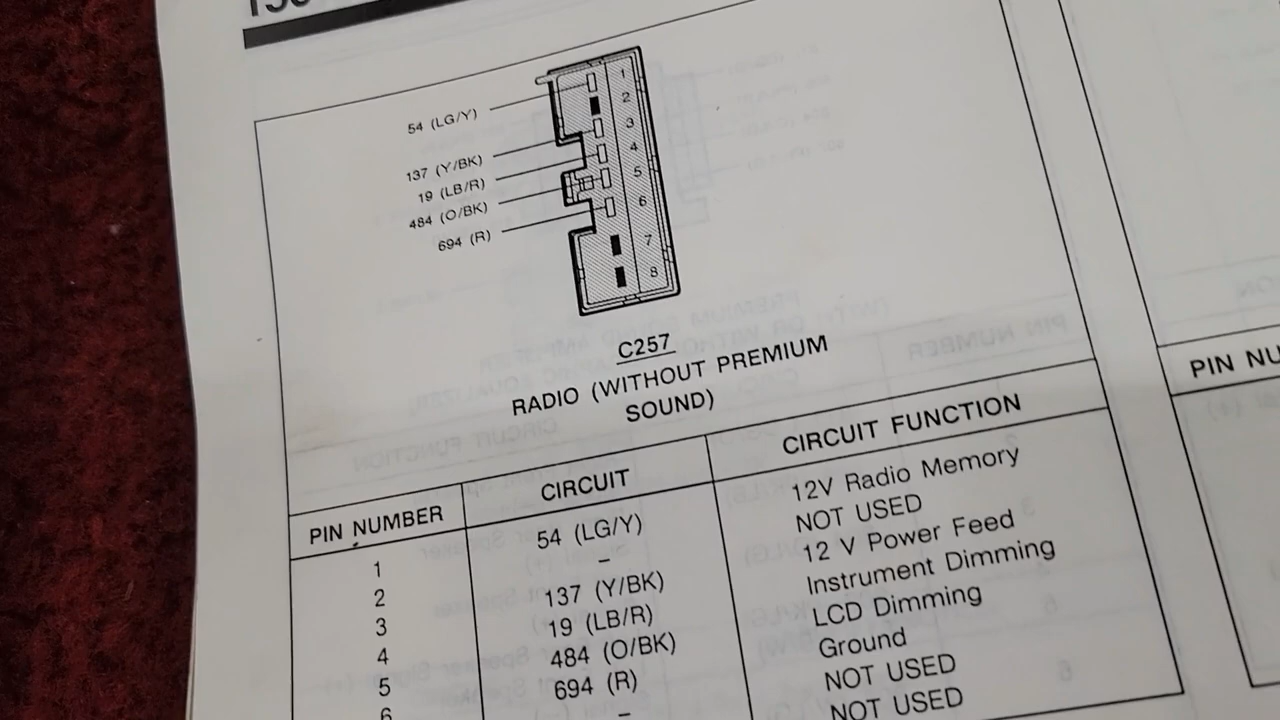 54 (LG/Y)
137 (Y/BK)
19 (LB/R)
484 (O/BK)
694 (R)
1
2
3
4
5
6
7
8
C257
RADIO (WITHOUT PREMIUM
SOUND)
PIN NUMBER CIRCUIT CIRCUIT FUNCTION
1 54 (LG/Y) 12V Radio Memory
2 – NOT USED
3 137 (Y/BK) 12 V Power Feed
4 19 (LB/R) Instrument Dimming
5 484 (O/BK) LCD Dimming
6 694 (R) Ground
– NOT USED
NOT USED
PIN NU